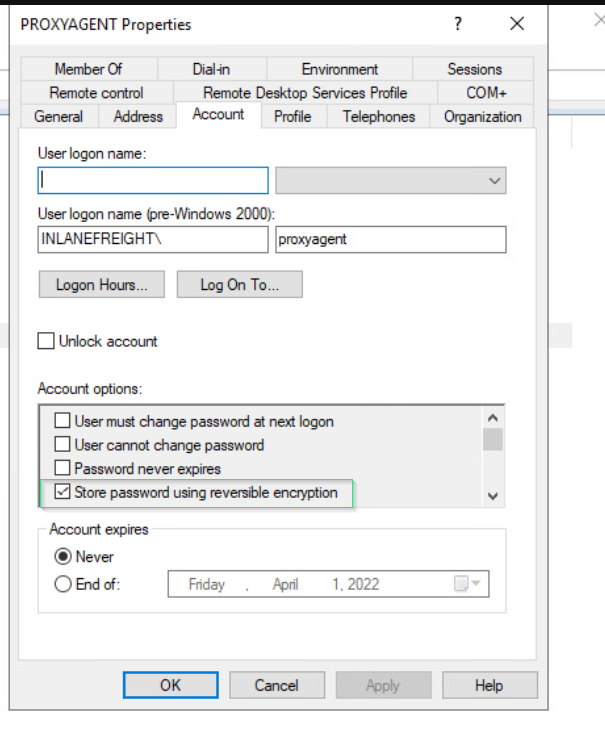 PROXYAGENT Properties ? ×
Member Of Dial-in Environment Sessions
Remote control Remote Desktop Services Profile COM+
General Address Account Profile Telephones Organization
User logon name:
User logon name (pre-Windows 2000):
INLANEFREIGHT\ proxyagent
Logon Hours... Log On To...
Unlock account
Account options:
User must change password at next logon
User cannot change password
Password never expires
Store password using reversible encryption
Account expires
Never
End of: Friday , April 1, 2022
OK Cancel Apply Help